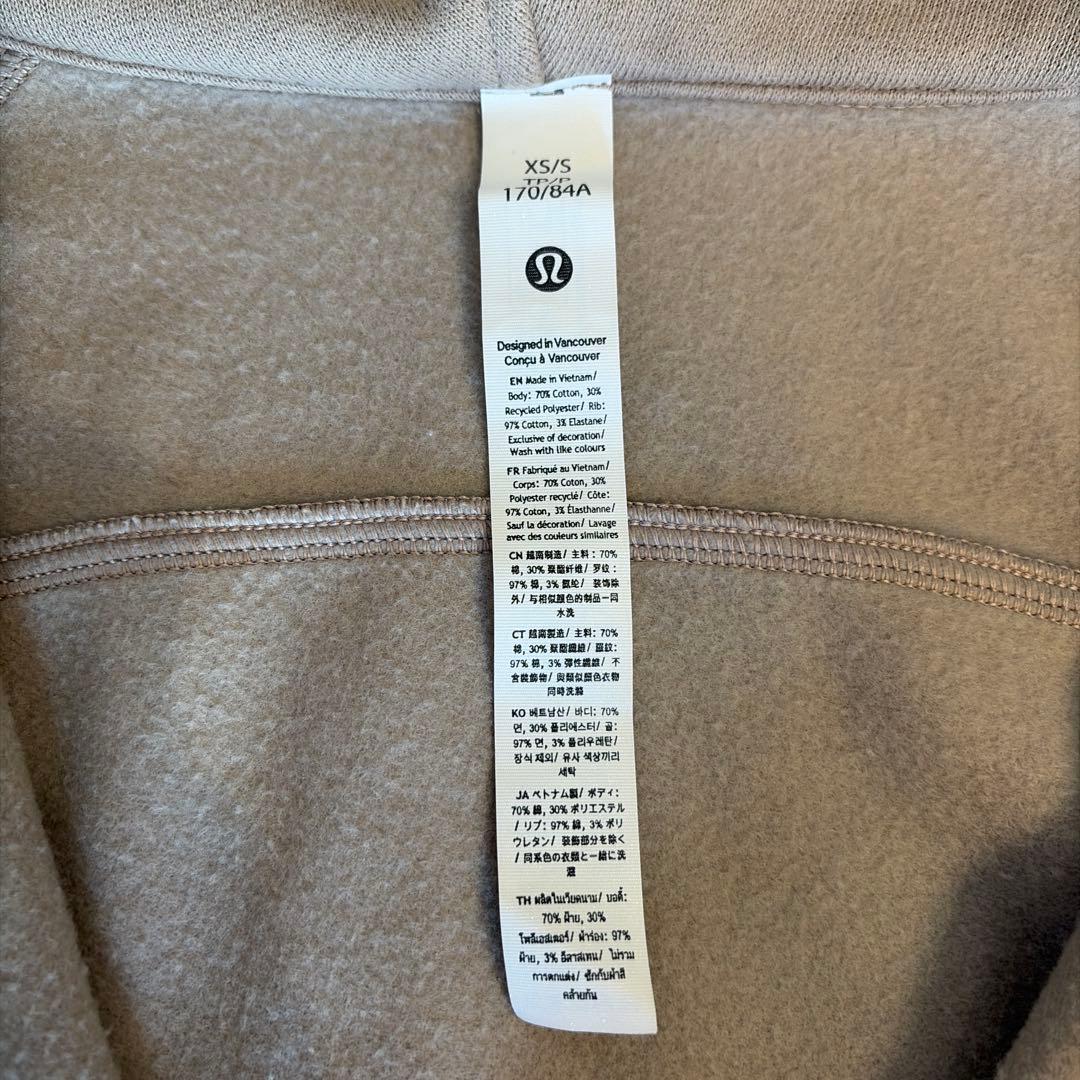 XS/S
TP/P
170/84A
Designed in Vancouver
Conçu à Vancouver
EN Made in Vietnam/
Body: 70% Cotton, 30%
Recycled Polyester/ Rib:
97% Cotton, 3% Elastane/
Exclusive of decoration/
Wash with like colours
FR Fabriqué au Vietnam/
Corps: 70% Coton, 30%
Polyester recyclé/ Côte:
97% Coton, 3% Élasthanne/
Sauf la décoration/ Lavage
avec des couleurs similaires
CN 越南制造/ 主料: 70%
棉, 30% 聚酯纤维/ 罗纹:
97% 棉, 3% 氨纶/ 装饰除
外/ 与相似颜色的制品一同
水洗
CT 越南製造/ 主料: 70%
棉, 30% 聚酯纖維/ 羅紋:
97% 棉, 3% 彈性纖維/ 不
含裝飾物/ 與類似顏色衣物
同時洗滌
KO 베트남산/ 바디: 70%
면, 30% 폴리에스터/ 골:
97% 면, 3% 폴리우레탄/
장식 제외/ 유사 색상끼리
세탁
JA ベトナム製/ ボディ:
70% 綿, 30% ポリエステル
/ リブ: 97% 綿, 3% ポリ
ウレタン/ 装飾部分を除く
/ 同系色の衣類と一緒に洗
濯
TH ผลิตในเวียดนาม/ บอดี้:
70% ฝ้าย, 30%
โพลีเอสเตอร์/ ผ้าร่อง: 97%
ฝ้าย, 3% อีลาสเทน/ ไม่รวม
การตกแต่ง/ ซักกับผ้าสี
คล้ายกัน